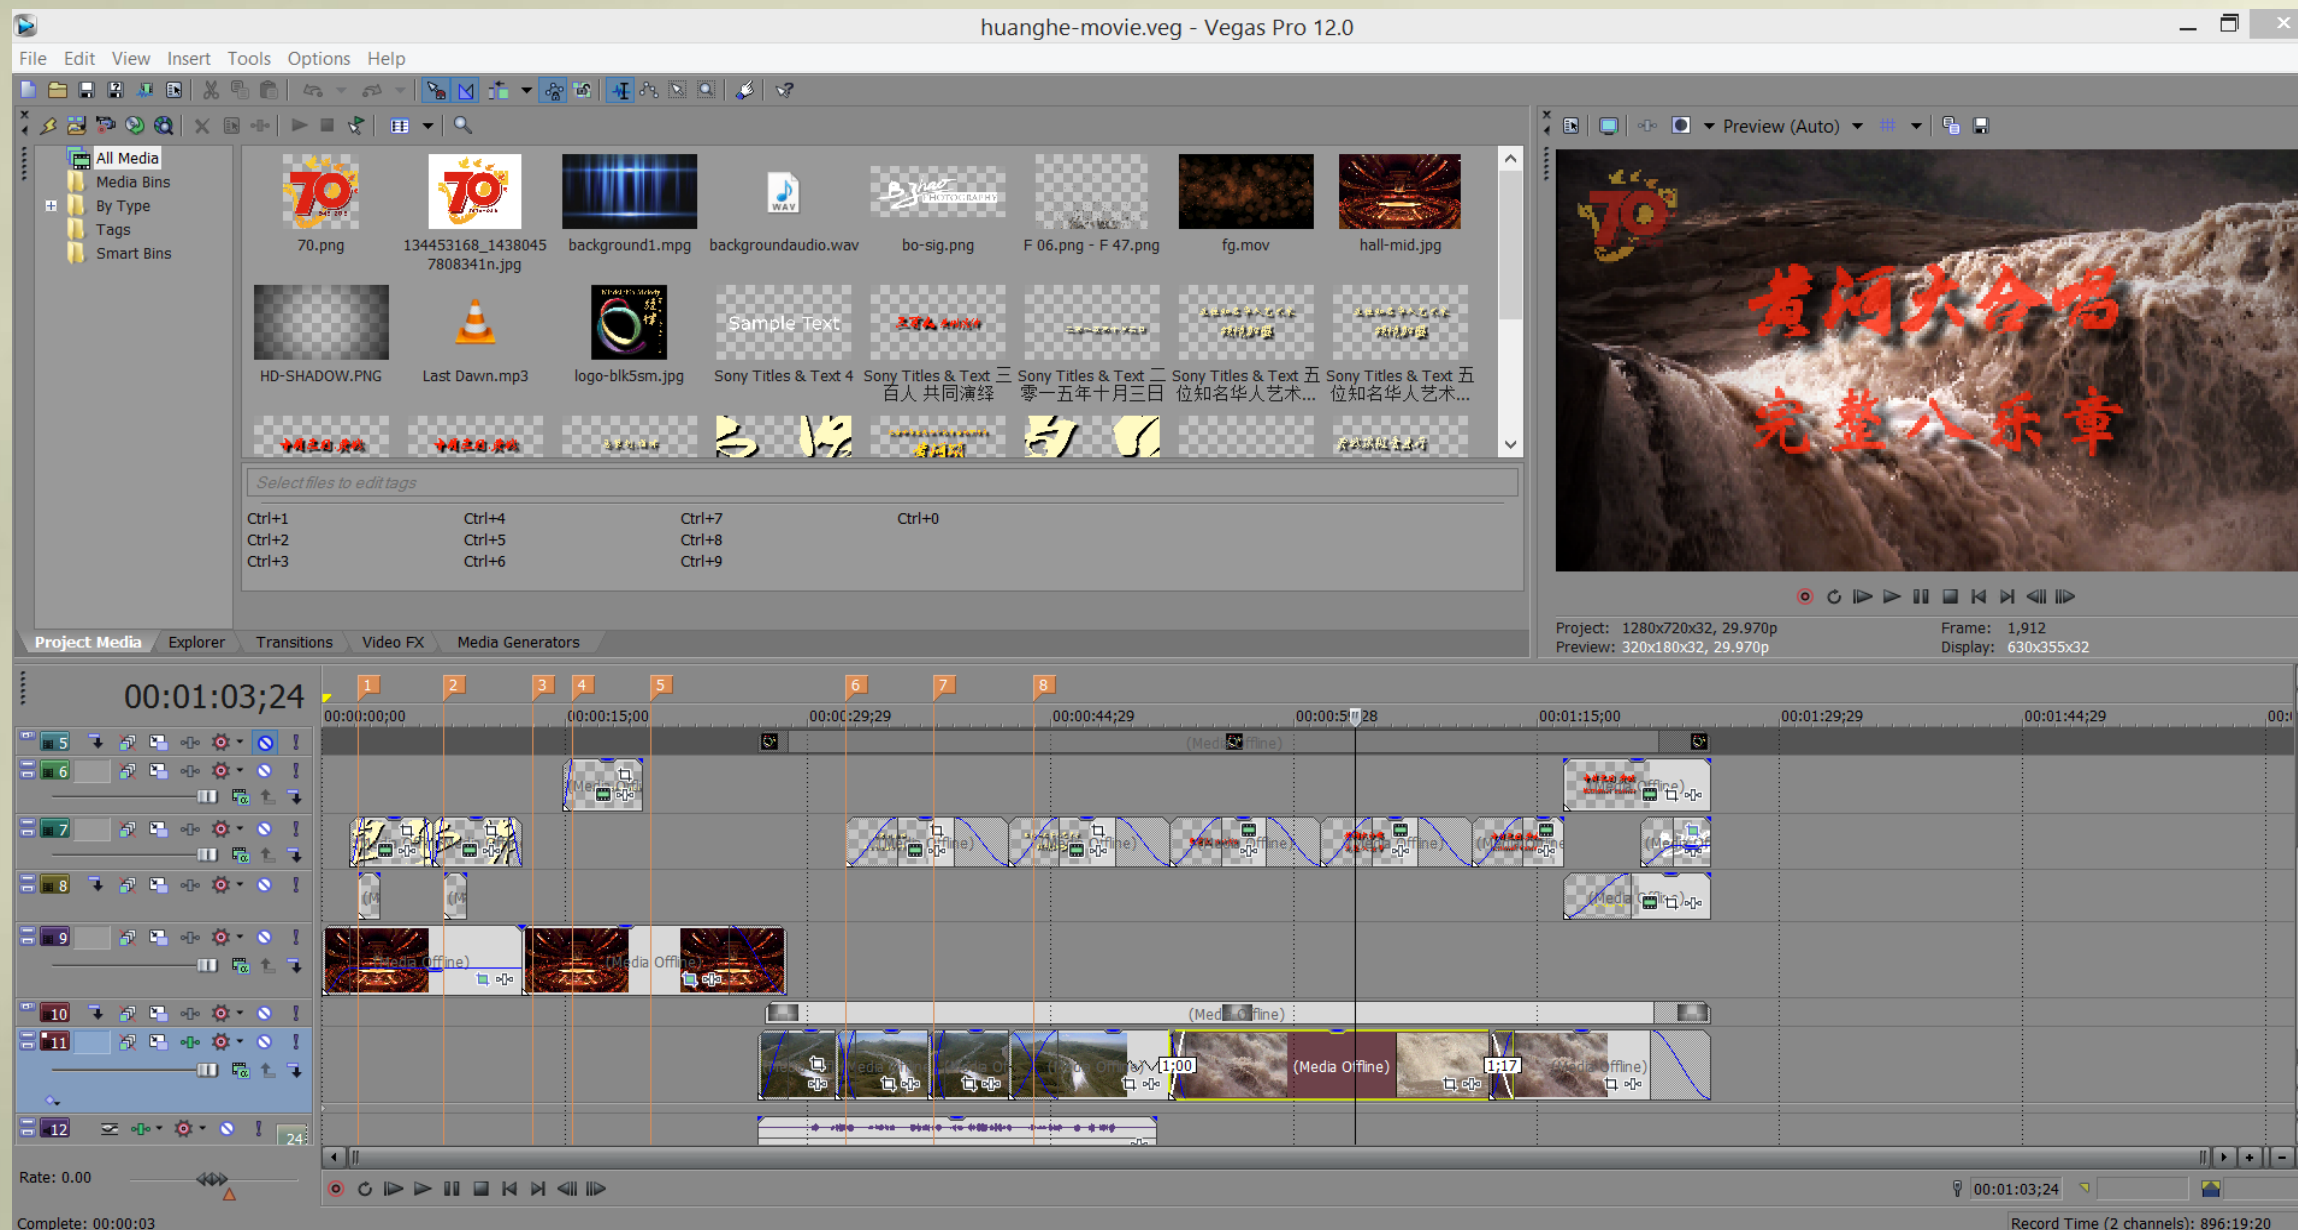 huanghe-movie.veg - Vegas Pro 12.0
File Edit View Insert Tools Options Help
Preview (Auto)
All Media
Media Bins
By Type
Tags
Smart Bins
70.png
134453168_1438045
7808341n.jpg
background1.mpg
WAV
backgroundaudio.wav
PHOTOGRAPHY
bo-sig.png
F 06.png - F 47.png
fg.mov
hall-mid.jpg
HD-SHADOW.PNG
Last Dawn.mp3
logo-blk5sm.jpg
Sample Text
Sony Titles & Text 4
Sony Titles & Text 三
百人 共同演绎
Sony Titles & Text 二
零一五年十月三日
Sony Titles & Text 五
位知名华人艺术...
Sony Titles & Text 五
位知名华人艺术...
Select files to edit tags
Ctrl+1 Ctrl+4 Ctrl+7 Ctrl+0
Ctrl+2 Ctrl+5 Ctrl+8
Ctrl+3 Ctrl+6 Ctrl+9
Project Media Explorer Transitions Video FX Media Generators
70
黄河大合唱
完整八乐章
Project: 1280x720x32, 29.970p Frame: 1,912
Preview: 320x180x32, 29.970p Display: 630x355x32
00:01:03;24
1 2 3 4 5 6 7 8
00:00:00;00 00:00:15;00 00:00:29;29 00:00:44;29 00:01:15;00 00:01:29;29 00:01:44;29
5
6
7
8
9
(Media Offline) (Media Offline)
10
11
1;00 (Media Offline) 1;17
12
24
Rate: 0.00
00:01:03;24
Complete: 00:00:03
Record Time (2 channels): 896:19:20